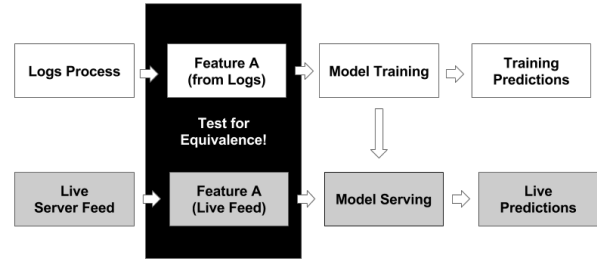 Logs Process
Feature A
(from Logs)
Model Training
Training
Predictions
Test for
Equivalence!
Live
Server Feed
Feature A
(Live Feed)
Model Serving
Live
Predictions